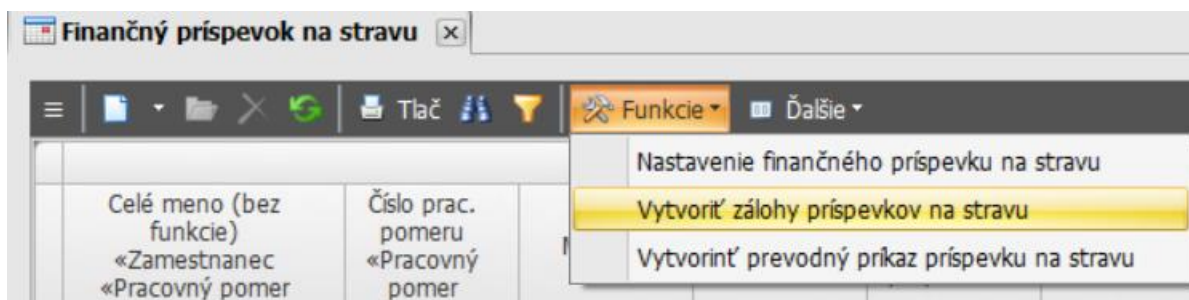 Finančný príspevok na stravu
Tlač Funkcie Ďalšie
Nastavenie finančného príspevku na stravu
Vytvoriť zálohy príspevkov na stravu
Vytvorinť prevodný príkaz príspevku na stravu
Celé meno (bez
funkcie)
«Zamestnanec
«Pracovný pomer
Číslo prac.
pomeru
«Pracovný
pomer